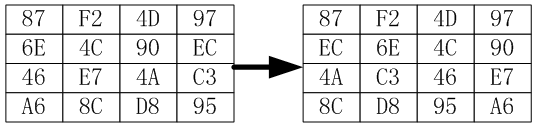 87 F2 4D 97
6E 4C 90 EC
46 E7 4A C3
A6 8C D8 95
87 F2 4D 97
EC 6E 4C 90
4A C3 46 E7
8C D8 95 A6